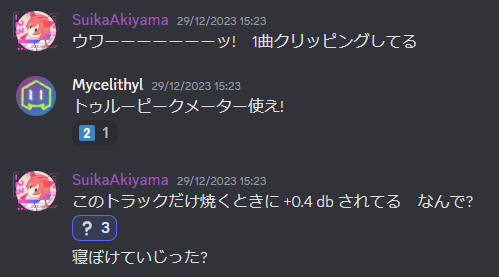 SuikaAkiyama 29/12/2023 15:23
ウワーーーーーーーッ!　1曲クリッピングしてる
Mycelithyl 29/12/2023 15:23
トゥルーピークメーター使え!
2 1
SuikaAkiyama 29/12/2023 15:23
このトラックだけ焼くときに +0.4 db されてる　なんで?
? 3
寝ぼけていじった?